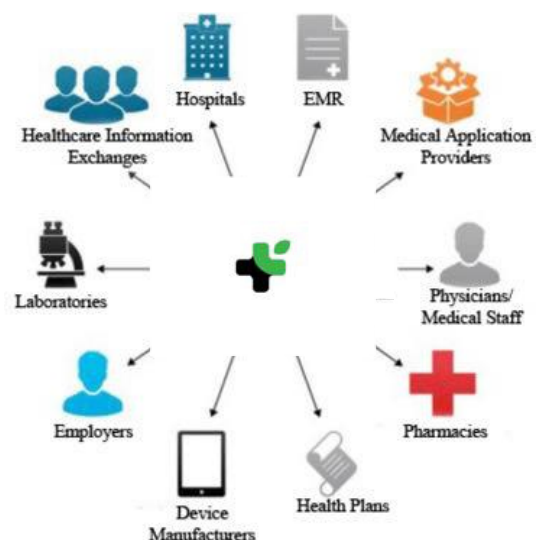 Hospitals
EMR
Healthcare Information
Exchanges
Medical Application
Providers
Laboratories
Physicians/
Medical Staff
Employers
Pharmacies
Device
Manufacturers
Health Plans